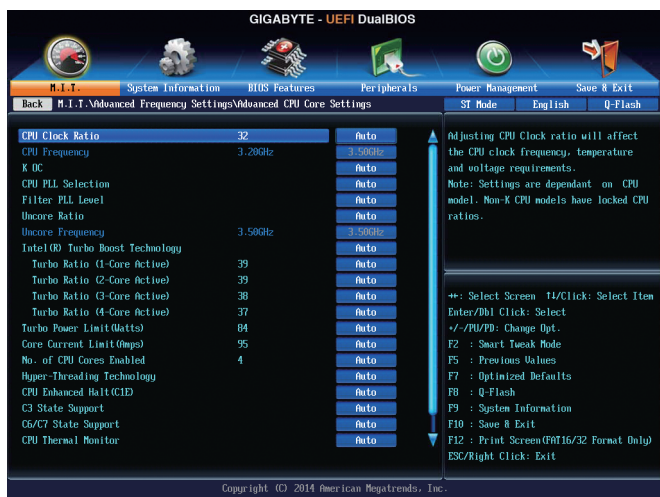 GIGABYTE - UEFI DualBIOS
M.I.T. System Information BIOS Features Peripherals Power Management Save & Exit
Back M.I.T.\Advanced Frequency Settings\Advanced CPU Core Settings ST Mode English Q-Flash
CPU Clock Ratio 32 Auto
CPU Frequency 3.20GHz 3.50GHz
K OC Auto
CPU PLL Selection Auto
Filter PLL Level Auto
Uncore Ratio Auto
Uncore Frequency 3.50GHz 3.50GHz
Intel(R) Turbo Boost Technology Auto
Turbo Ratio (1-Core Active) 39 Auto
Turbo Ratio (2-Core Active) 39 Auto
Turbo Ratio (3-Core Active) 38 Auto
Turbo Ratio (4-Core Active) 37 Auto
Turbo Power Limit(Watts) 84 Auto
Core Current Limit(Amps) 95 Auto
No. of CPU Cores Enabled 4 Auto
Hyper-Threading Technology Auto
CPU Enhanced Halt(C1E) Auto
C3 State Support Auto
C6/C7 State Support Auto
CPU Thermal Monitor Auto
Adjusting CPU Clock ratio will affect
the CPU clock frequency, temperature
and voltage requirements.
Note: Settings are dependant on CPU
model. Non-K CPU models have locked CPU
ratios.
→←: Select Screen ↑↓/Click: Select Item
Enter/Dbl Click: Select
+/-/PU/PD: Change Opt.
F2 : Smart Tweak Mode
F5 : Previous Values
F7 : Optimized Defaults
F8 : Q-Flash
F9 : System Information
F10 : Save & Exit
F12 : Print Screen(FAT16/32 Format Only)
ESC/Right Click: Exit
Copyright (C) 2014 American Megatrends, Inc.